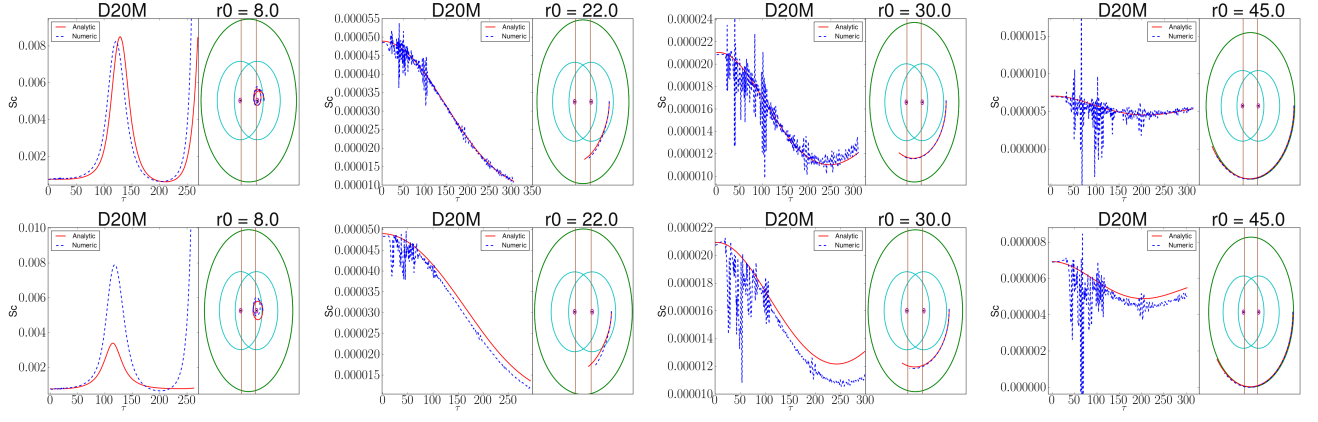 D20M r0 = 8.0
Analytic
Numeric
Sc
0.008
0.006
0.004
0.002
0 50 100 150 200 250
τ
D20M r0 = 22.0
Analytic
Numeric
Sc
0.000055
0.000050
0.000045
0.000040
0.000035
0.000030
0.000025
0.000020
0.000015
0.000010
0 50 100 150 200 250 300 350
τ
D20M r0 = 30.0
Analytic
Numeric
Sc
0.000024
0.000022
0.000020
0.000018
0.000016
0.000014
0.000012
0.000010
0 50 100 150 200 250 300
τ
D20M r0 = 45.0
Analytic
Numeric
Sc
0.000015
0.000010
0.000005
0.000000
0 50 100 150 200 250 300
τ
D20M r0 = 8.0
Analytic
Numeric
Sc
0.010
0.008
0.006
0.004
0.002
0 50 100 150 200 250
τ
D20M r0 = 22.0
Analytic
Numeric
Sc
0.000050
0.000045
0.000040
0.000035
0.000030
0.000025
0.000020
0.000015
0 50 100 150 200 250
τ
D20M r0 = 30.0
Analytic
Numeric
Sc
0.000022
0.000020
0.000018
0.000016
0.000014
0.000012
0.000010
0 50 100 150 200 250 300
τ
D20M r0 = 45.0
Analytic
Numeric
Sc
0.000008
0.000006
0.000004
0.000002
0.000000
0 50 100 150 200 250 300
τ